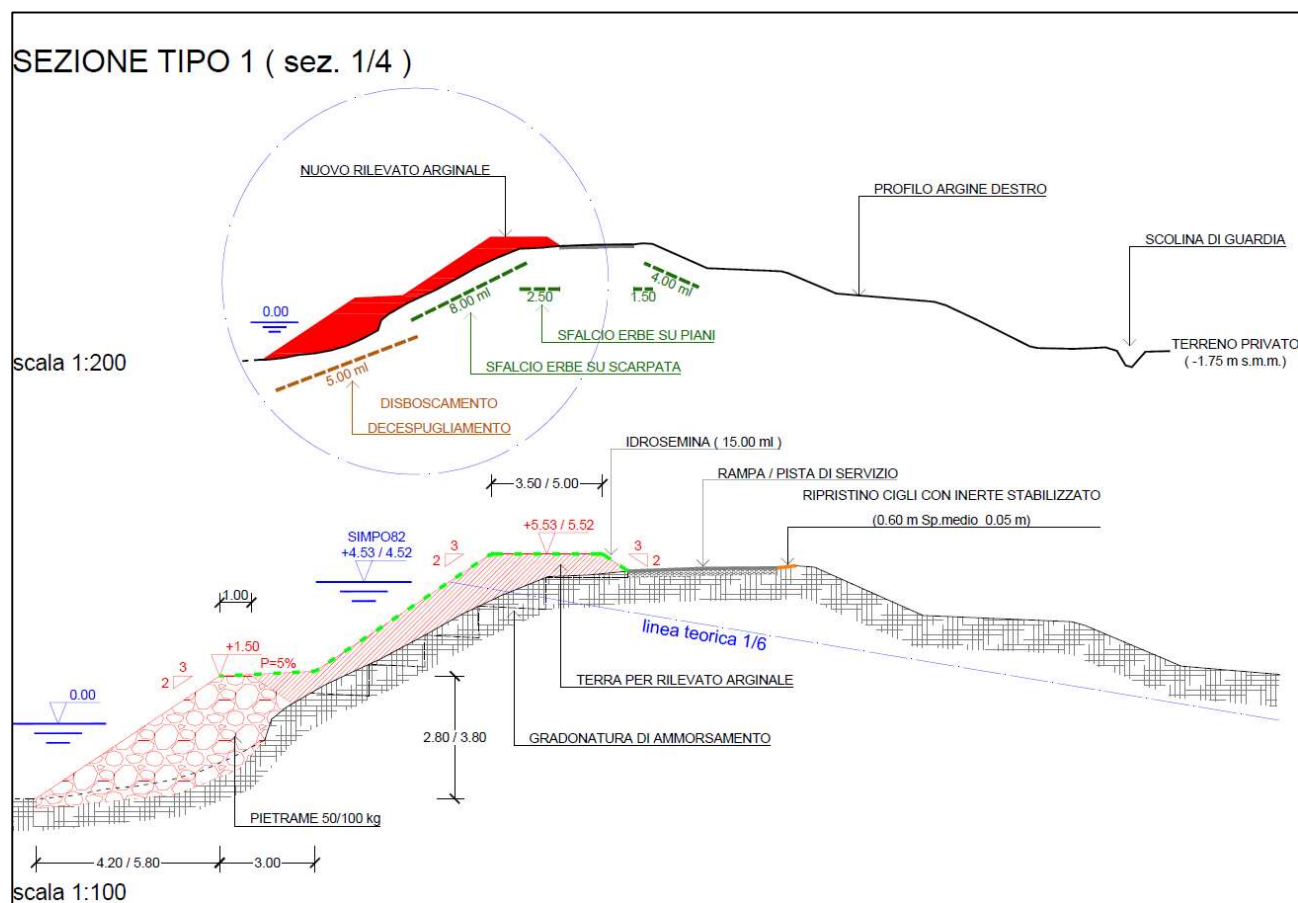 SEZIONE TIPO 1 ( sez. 1/4 )
NUOVO RILEVATO ARGINALE
PROFILO ARGINE DESTRO
SCOLINA DI GUARDIA
0.00
8.00 ml
2.50
1.50
4.00 ml
SFALCIO ERBE SU PIANI
TERRENO PRIVATO
( -1.75 m s.m.m.)
scala 1:200
SFALCIO ERBE SU SCARPATA
5.00 ml
DISBOSCAMENTO
DECESPUGLIAMENTO
IDROSEMINA ( 15.00 ml )
RAMPA / PISTA DI SERVIZIO
3.50 / 5.00
RIPRISTINO CIGLI CON INERTE STABILIZZATO
(0.60 m Sp.medio 0.05 m)
+5.53 / 5.52
SIMPO82
+4.53 / 4.52
3
2
3
2
1.00
linea teorica 1/6
+1.50
P=5%
3
2
TERRA PER RILEVATO ARGINALE
0.00
2.80 / 3.80
GRADONATURA DI AMMORSAMENTO
PIETRAME 50/100 kg
4.20 / 5.80
3.00
scala 1:100